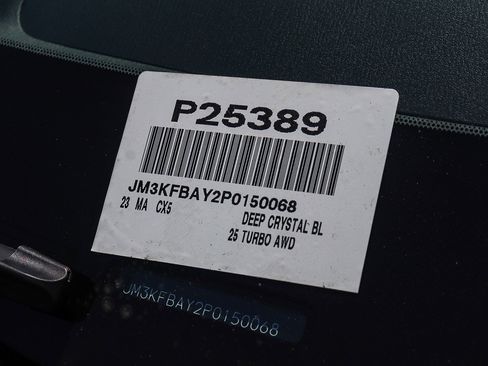 P25389
JM3KFBAY2P0150068
23 MA CX5 DEEP CRYSTAL BL
25 TURBO AWD
JM3KFBAY2P0150068